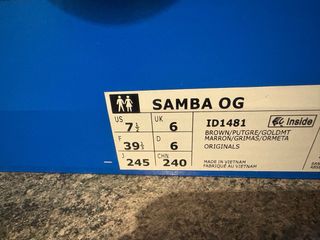 SAMBA OG
US 7½ UK 6
F 39⅓ D 6
J 245 CHN 240
ID1481
Inside
BROWN/PUTGRE/GOLDMT
MARRON/GRIMAS/ORMETA
ORIGINALS
MADE IN VIETNAM
FABRIQUÉ AU VIETNAM